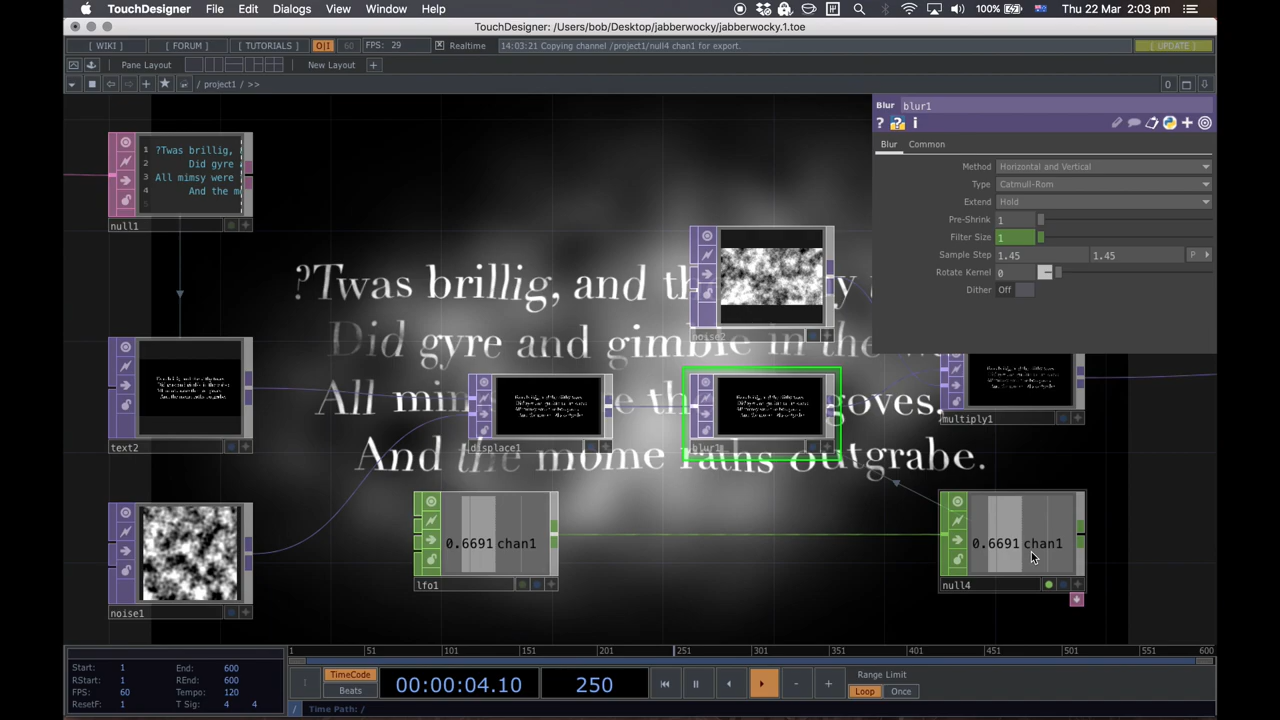 TouchDesigner File Edit Dialogs Window Help 100% Thu 22 Mar 2:03 pm
TouchDesigner: /Users/bob/Desktop/jabberwocky/jabberwocky.1.toe
[ WIKI ] [ FORUM ] [ TUTORIALS ] O|I 60 FPS: 29 Realtime 14:03:21 Copying channel /project1/null4 chan1 for export. [ UPDATE ]
Pane Layout New Layout +
/ project1 / >> 0
Blur blur1
? ? i
Blur Common
Method Horizontal and Vertical
Type Catmull-Rom
Extend Hold
Pre-Shrink 1
Filter Size 1
Sample Step 1.45 1.45 P
Rotate Kernel 0
Dither Off
1 ?Twas brillig,
2 Did gyre
3 All mimsy were
4 And the m
5
null1
noise2
?Twas brillig, and th y
Did gyre and gimble in the w
All mim e the goves,
And the mome raths outgrabe.
text2
displace1
blur1
multiply1
noise1
0.6691 chan1
lfo1
0.6691 chan1
null4
1 51 101 151 201 251 301 351 401 451 511 551 600
Start: 1 End: 600
RStart: 1 REnd: 600
FPS: 60 Tempo: 120
ResetF: 1 T Sig: 4 4
TimeCode
Beats
00:00:04.10 250
Range Limit
Loop Once
/ Time Path: /